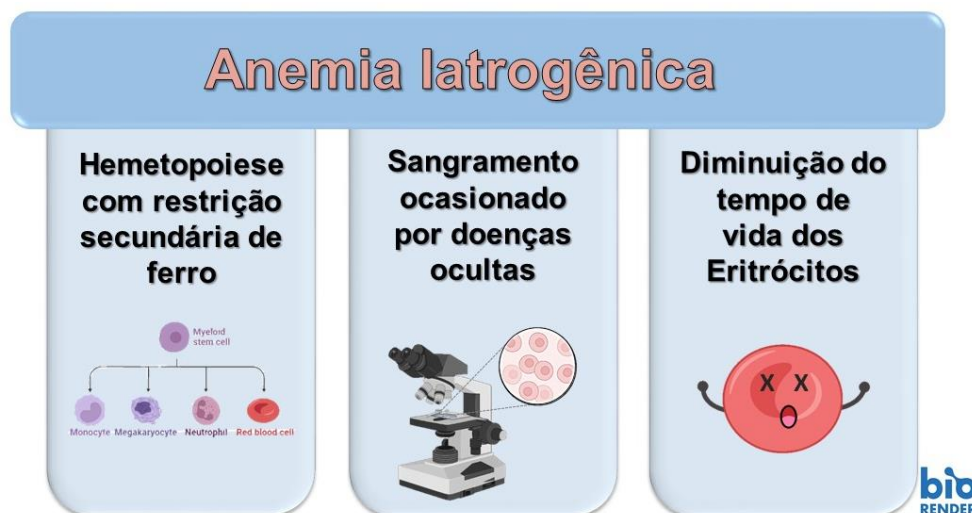 Anemia Iatrogênica
Hemetopoiese
com restrição
secundária de
ferro
Myeloid
stem cell
Monocyte
Megakaryocyte
Neutrophil
Red blood cell
Sangramento
ocasionado
por doenças
ocultas
Diminuição do
tempo de
vida dos
Eritrócitos
X X
bio
RENDER